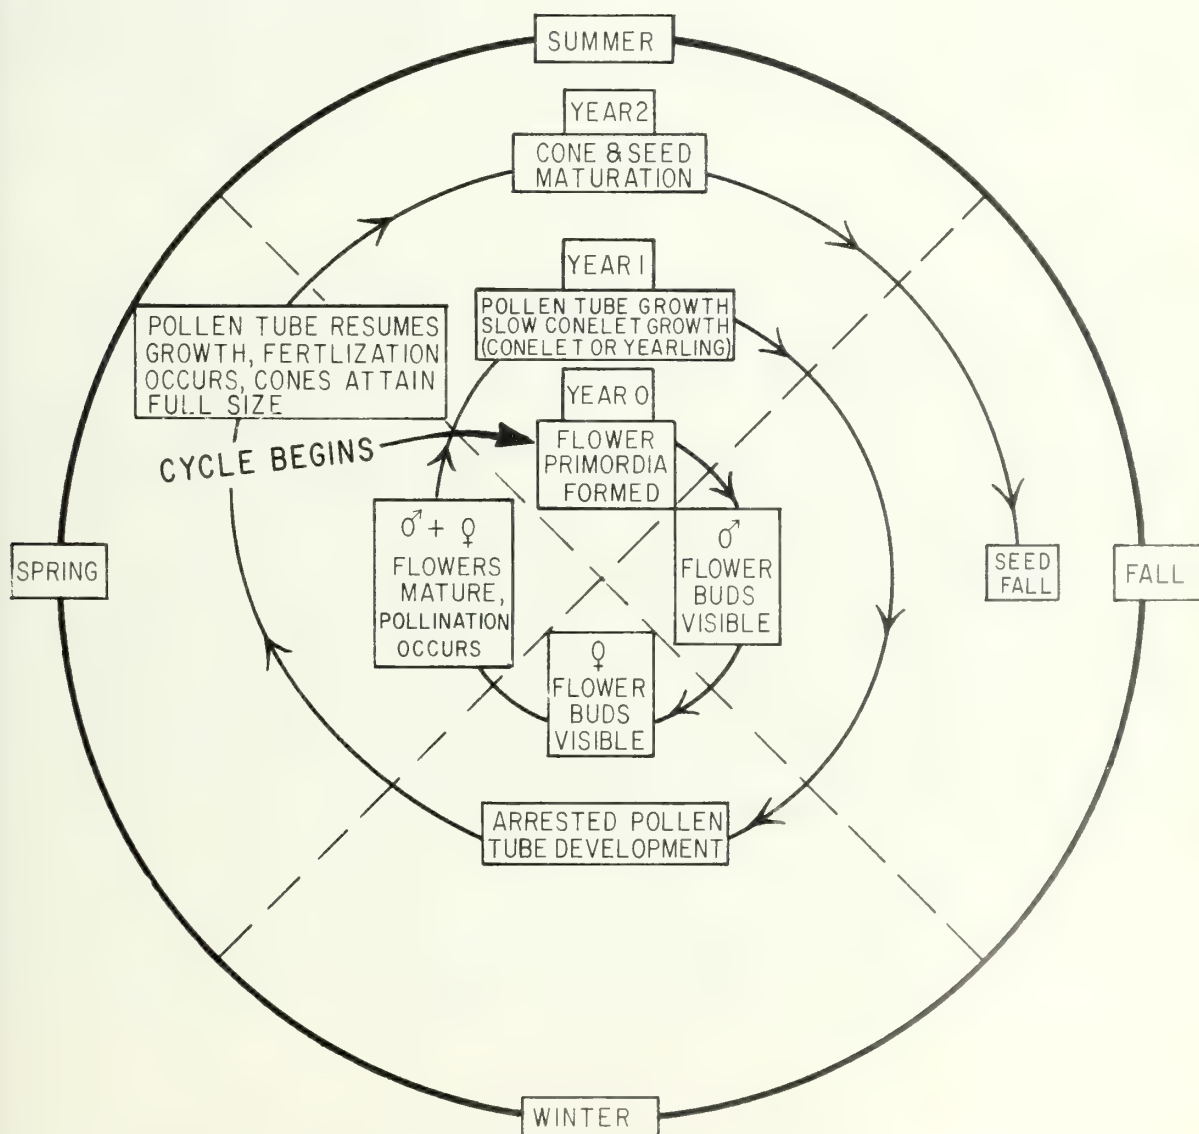 SUMMER
YEAR 2
CONE & SEED
MATURATION
YEAR 1
POLLEN TUBE GROWTH
SLOW CONELET GROWTH
(CONELET OR YEARLING)
POLLEN TUBE RESUMES
GROWTH, FERTLIZATION
OCCURS, CONES ATTAIN
FULL SIZE
YEAR 0
FLOWER
PRIMORDIA
FORMED
CYCLE BEGINS
♂ + ♀
FLOWERS
MATURE,
POLLINATION
OCCURS
♂
FLOWER
BUDS
VISIBLE
SPRING
SEED
FALL
FALL
♀
FLOWER
BUDS
VISIBLE
ARRESTED POLLEN
TUBE DEVELOPMENT
WINTER